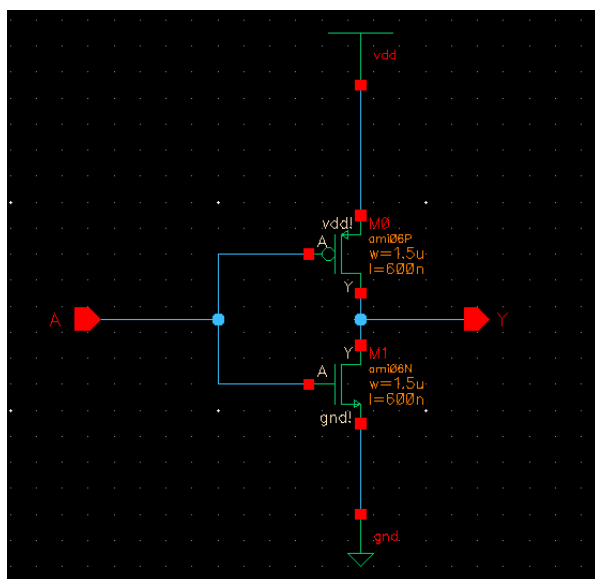 vdd
vdd!
M0
A
ami06P
w=1.5u
l=600n
Y
A
Y
Y
M1
A
ami06N
w=1.5u
l=600n
gnd!
gnd